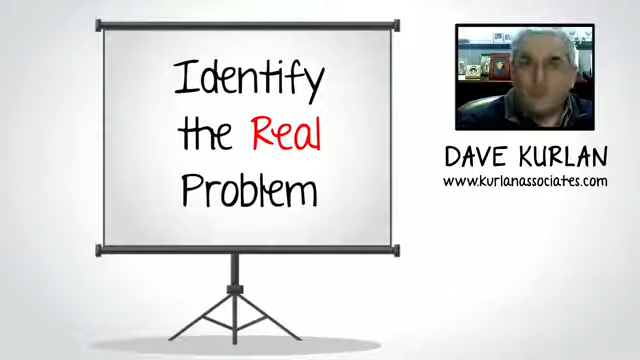 Identify
the Real
Problem
DAVE KURLAN
www.kurlanassociates.com